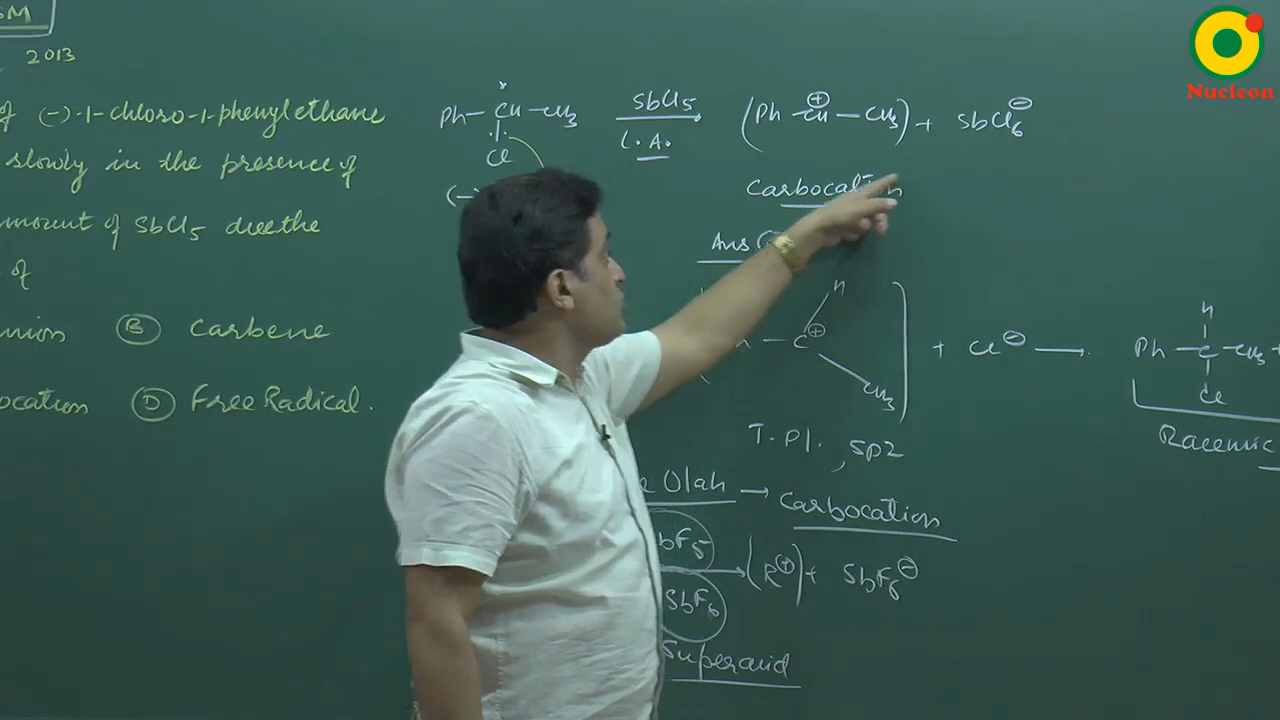 2013
of (-)-1-chloro-1-phenylethane
slowly in the presence of
mount of SbCl5 due the
of
nion (B) Carbene
ocation (D) Free Radical.
Ph-CH-CH3
Cl
(-)
SbCl5
L.A.
(Ph-CH⊕-CH3) + SbCl6⊖
Carbocation
Ans
H
C⊕
CH3
+ Cl⊖ →
H
Ph-C-CH3 +
Cl
Racemic
T.Pl., sp2
e Olah → Carbocation
bF5
SbF6
(R⊕) + SbF6⊖
Superacid
Nucleon